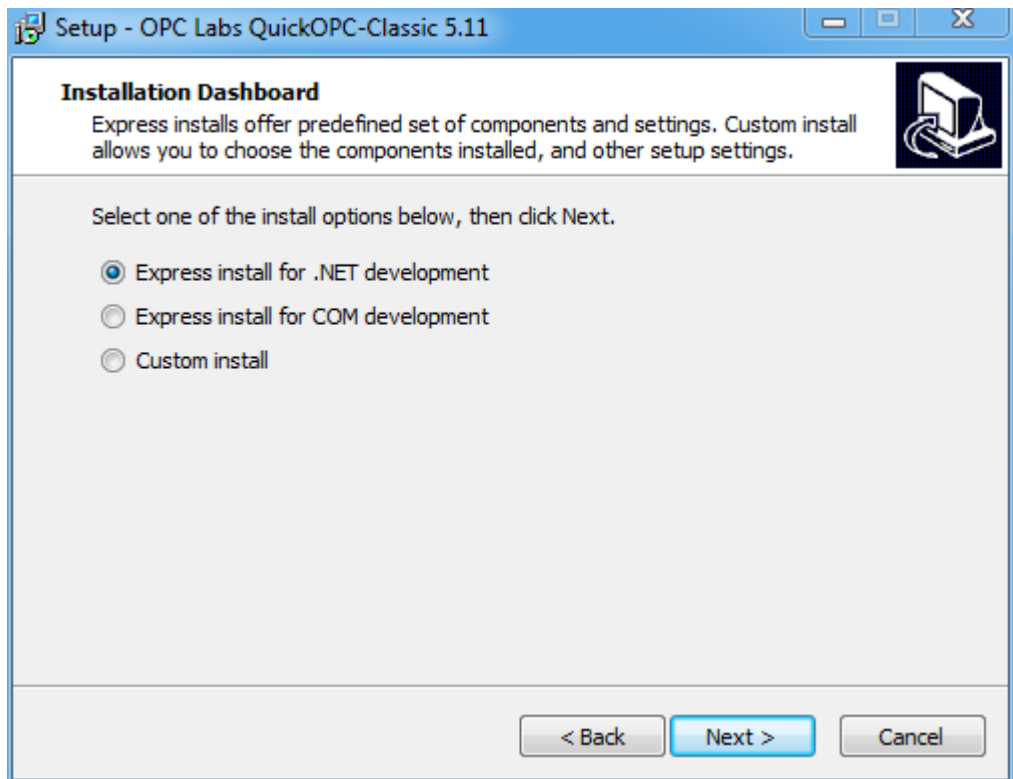 Setup - OPC Labs QuickOPC-Classic 5.11
Installation Dashboard
Express installs offer predefined set of components and settings. Custom install
allows you to choose the components installed, and other setup settings.
Select one of the install options below, then click Next.
Express install for .NET development
Express install for COM development
Custom install
< Back Next > Cancel